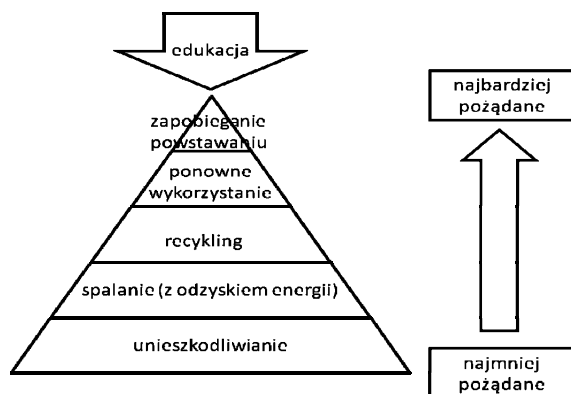 edukacja
zapobieganie
powstawaniu
ponowne
wykorzystanie
recykling
spalanie (z odzyskiem energii)
unieszkodliwianie
najbardziej
pożądane
najmniej
pożądane